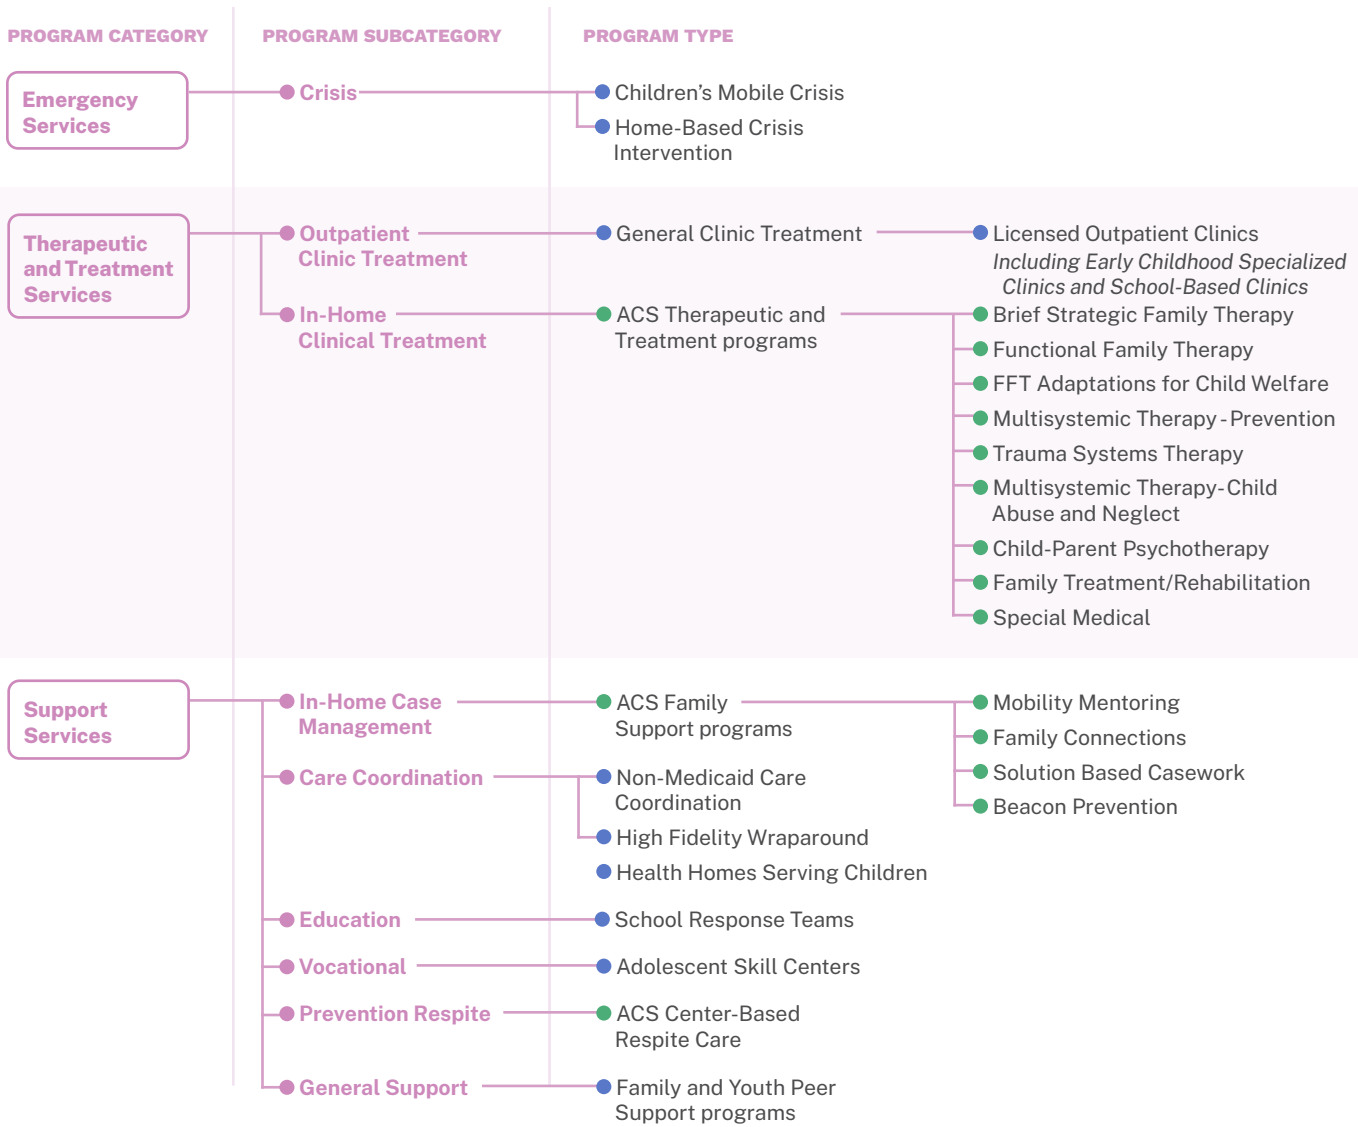 PROGRAM CATEGORY
PROGRAM SUBCATEGORY
PROGRAM TYPE
Emergency
Services
Crisis
Children’s Mobile Crisis
Home-Based Crisis
Intervention
Therapeutic
and Treatment
Services
Outpatient
Clinic Treatment
General Clinic Treatment
Licensed Outpatient Clinics
Including Early Childhood Specialized
Clinics and School-Based Clinics
In-Home
Clinical Treatment
ACS Therapeutic and
Treatment programs
Brief Strategic Family Therapy
Functional Family Therapy
FFT Adaptations for Child Welfare
Multisystemic Therapy - Prevention
Trauma Systems Therapy
Multisystemic Therapy- Child
Abuse and Neglect
Child-Parent Psychotherapy
Family Treatment/Rehabilitation
Special Medical
Support
Services
In-Home Case
Management
ACS Family
Support programs
Mobility Mentoring
Family Connections
Solution Based Casework
Beacon Prevention
Care Coordination
Non-Medicaid Care
Coordination
High Fidelity Wraparound
Health Homes Serving Children
Education
School Response Teams
Vocational
Adolescent Skill Centers
Prevention Respite
ACS Center-Based
Respite Care
General Support
Family and Youth Peer
Support programs